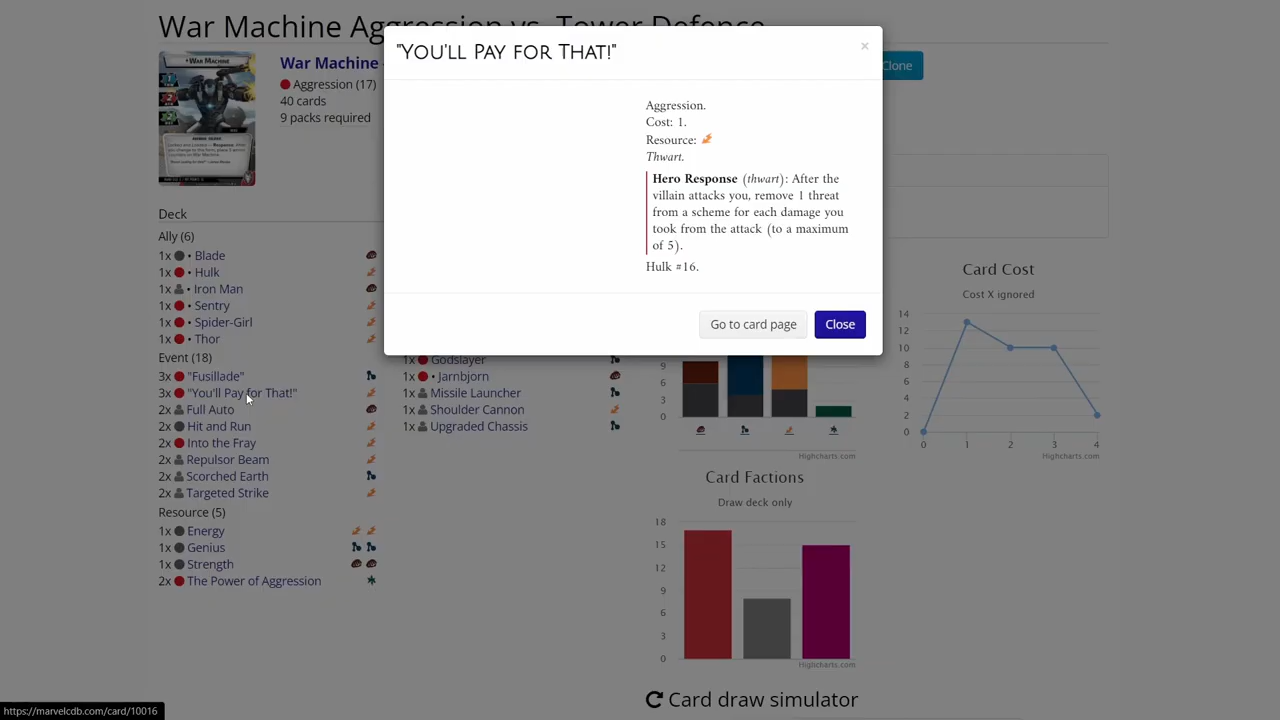 War Machine Aggression vs. Tower Defence
"You'll Pay for That!"
×
War Machine
Aggression (17)
40 cards
9 packs required
Clone
Aggression.
Cost: 1.
Resource:
Thwart.
Hero Response (thwart): After the
villain attacks you, remove 1 threat
from a scheme for each damage you
took from the attack (to a maximum
of 5).
Hulk #16.
Go to card page
Close
Deck
Ally (6)
1x • Blade
1x • Hulk
1x • Iron Man
1x • Sentry
1x • Spider-Girl
1x • Thor
Event (18)
3x "Fusillade"
3x "You'll Pay for That!"
2x Full Auto
2x Hit and Run
2x Into the Fray
2x Repulsor Beam
2x Scorched Earth
2x Targeted Strike
Resource (5)
1x Energy
1x Genius
1x Strength
2x The Power of Aggression
1x Godslayer
1x • Jarnbjorn
1x Missile Launcher
1x Shoulder Cannon
1x Upgraded Chassis
9
6
3
0
Highcharts.com
Card Cost
Cost X ignored
14
12
10
8
6
4
2
0
0 1 2 3 4
Highcharts.com
Card Factions
Draw deck only
18
15
12
9
6
3
0
Highcharts.com
Card draw simulator
https://marvelcdb.com/card/10016